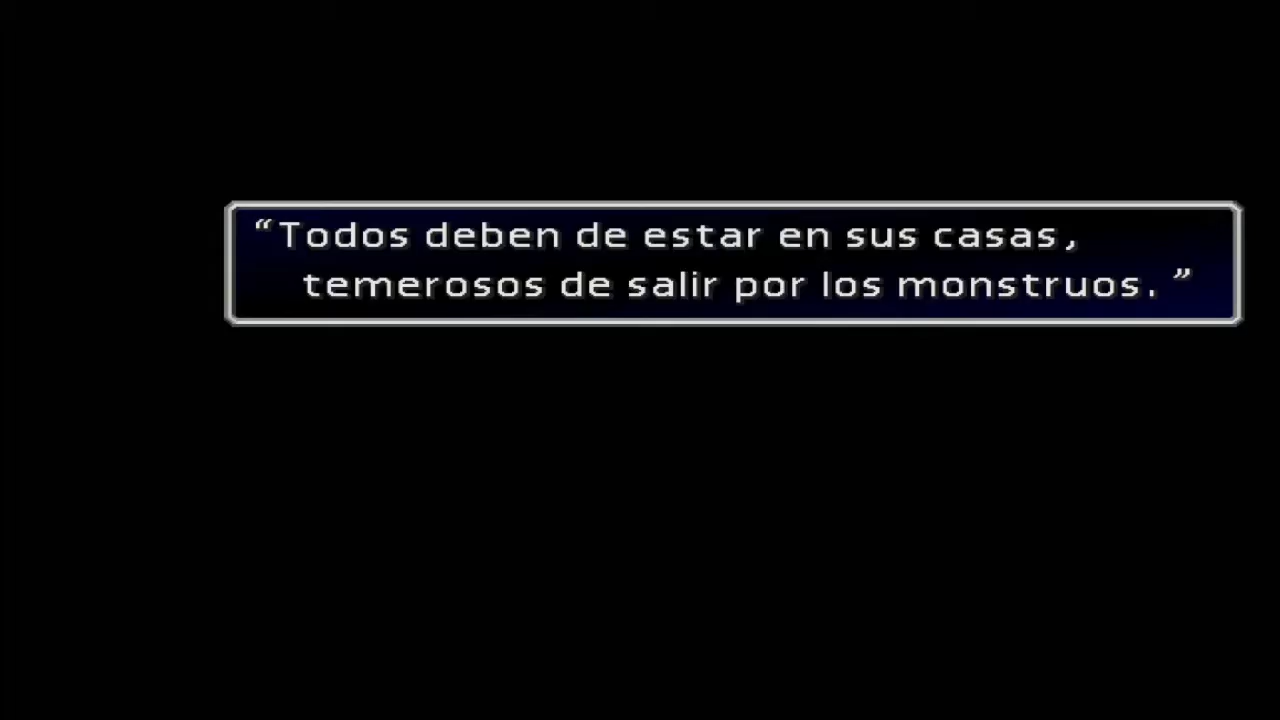 “Todos deben de estar en sus casas,
temerosos de salir por los monstruos.”